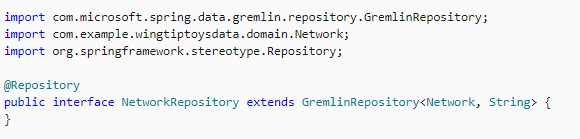 import com.microsoft.spring.data.gremlin.repository.GremlinRepository;
import com.example.wingtiptoysdata.domain.Network;
import org.springframework.stereotype.Repository;
@Repository
public interface NetworkRepository extends GremlinRepository<Network, String> {
}